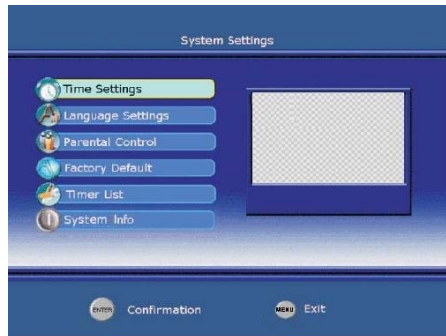 System Settings
Time Settings
Language Settings
Parental Control
Factory Default
Timer List
System Info
ENTER Confirmation MENU Exit